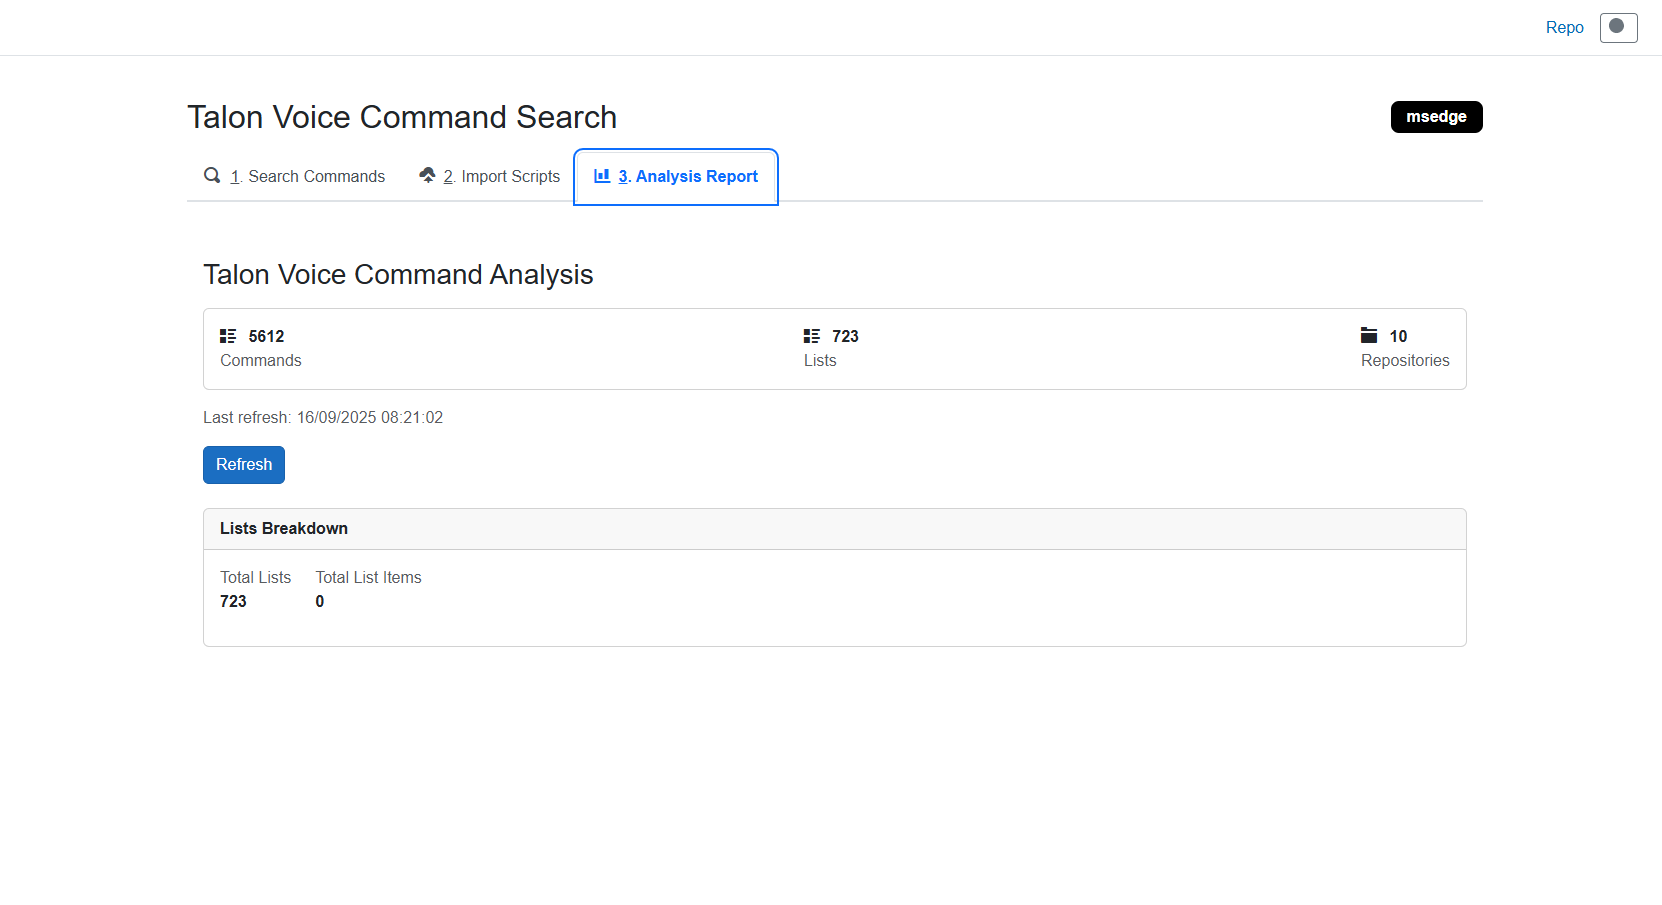 Repo
Talon Voice Command Search
msedge
1. Search Commands
2. Import Scripts
3. Analysis Report
Talon Voice Command Analysis
5612
Commands
723
Lists
10
Repositories
Last refresh: 16/09/2025 08:21:02
Refresh
Lists Breakdown
Total Lists
723
Total List Items
0